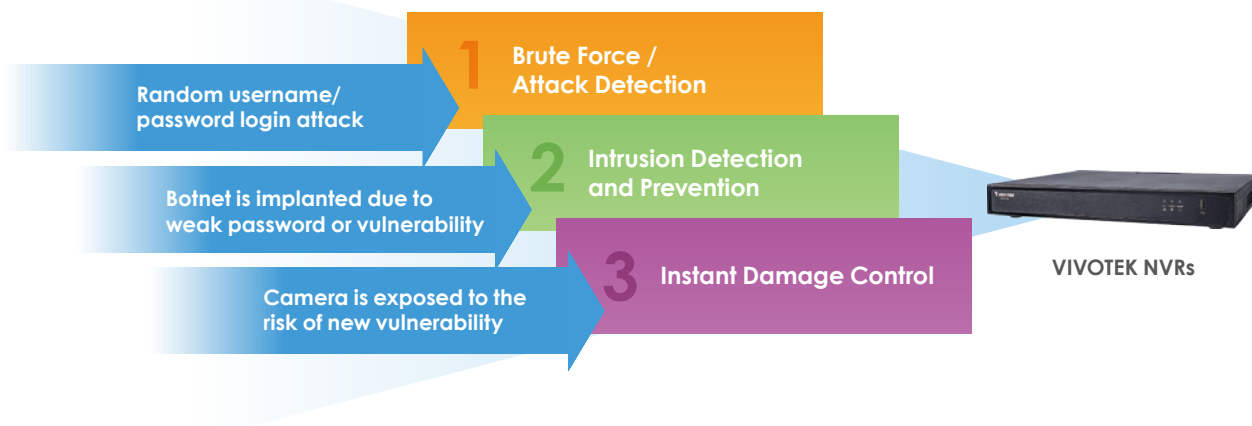 1
Brute Force /
Attack Detection
Random username/
password login attack
2
Intrusion Detection
and Prevention
Botnet is implanted due to
weak password or vulnerability
3
Instant Damage Control
Camera is exposed to the
risk of new vulnerability
VIVOTEK NVRs